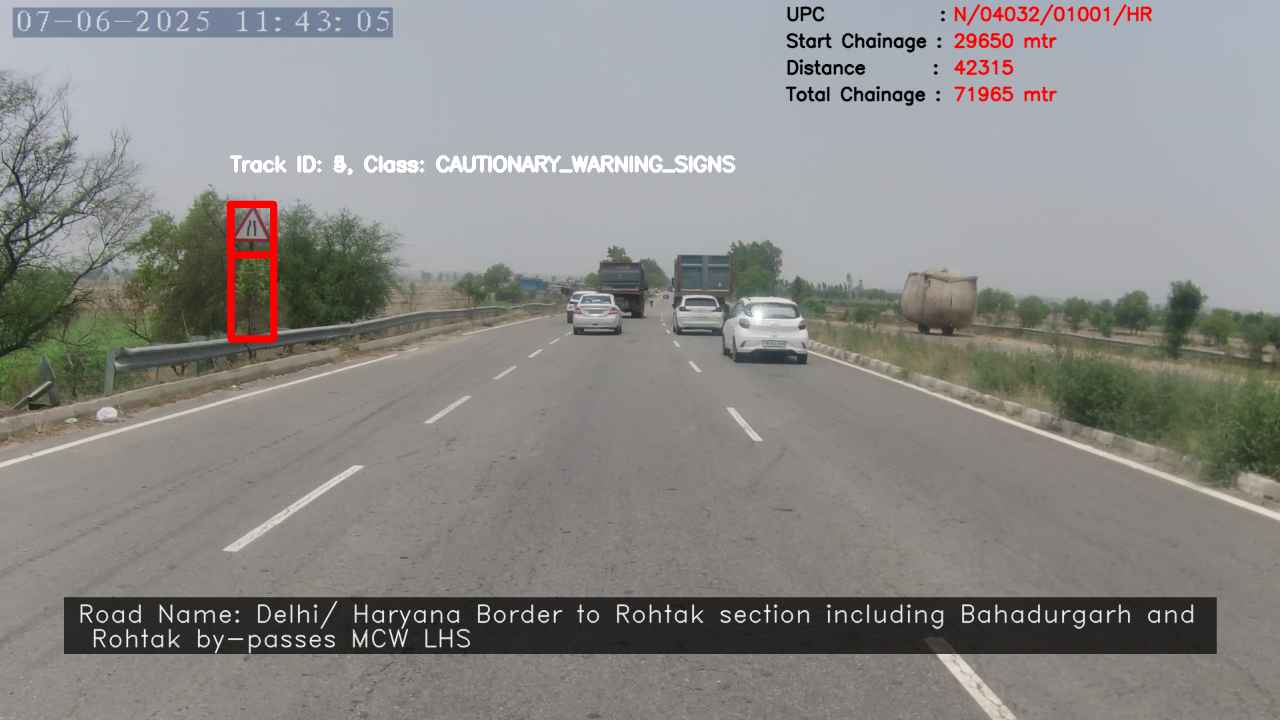 07-06-2025 11:43:05
UPC : N/04032/01001/HR
Start Chainage : 29650 mtr
Distance : 42315
Total Chainage : 71965 mtr
Track ID: 5, Class: CAUTIONARY_WARNING_SIGNS
Road Name: Delhi/ Haryana Border to Rohtak section including Bahadurgarh and
Rohtak by-passes MCW LHS